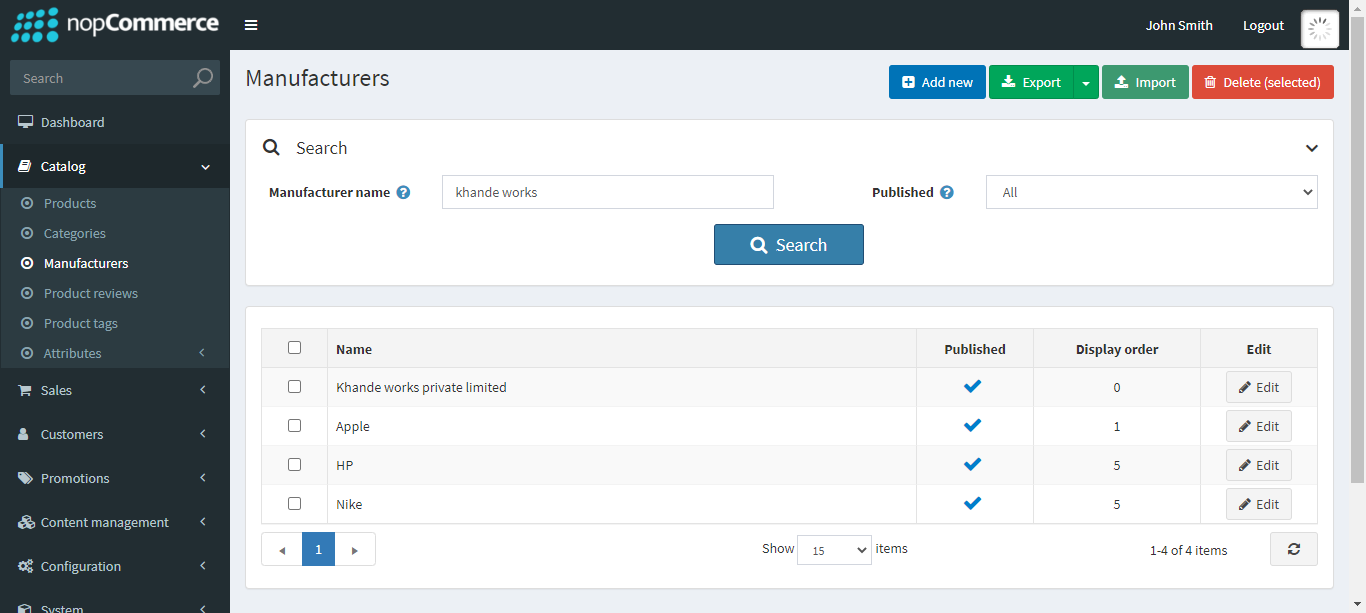 nopCommerce
John Smith Logout
Search
Manufacturers
Add new Export Import Delete (selected)
Dashboard
Catalog
Products
Categories
Manufacturers
Product reviews
Product tags
Attributes
Sales
Customers
Promotions
Content management
Configuration
System
Search
Manufacturer name khande works Published All
Search
Name Published Display order Edit
Khande works private limited 0 Edit
Apple 1 Edit
HP 5 Edit
Nike 5 Edit
1 Show 15 items 1-4 of 4 items